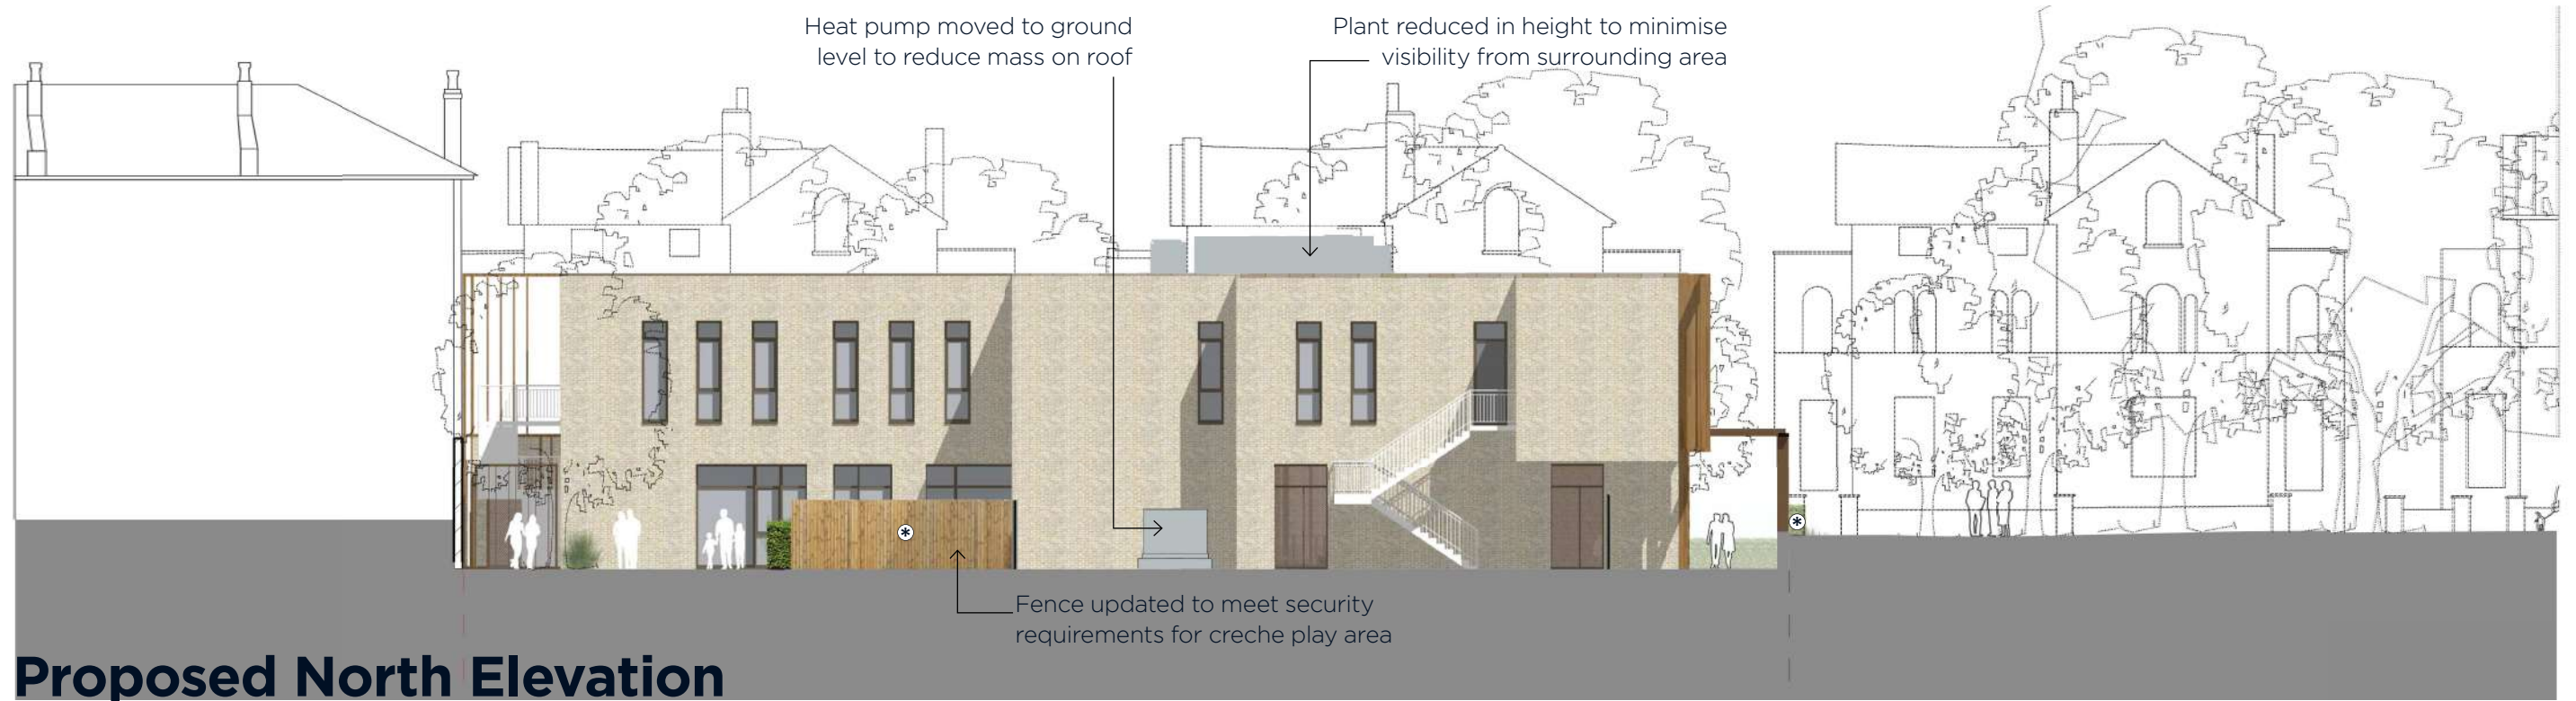 Heat pump moved to ground
level to reduce mass on roof
Plant reduced in height to minimise
visibility from surrounding area
*
*
Fence updated to meet security
requirements for creche play area
Proposed North Elevation